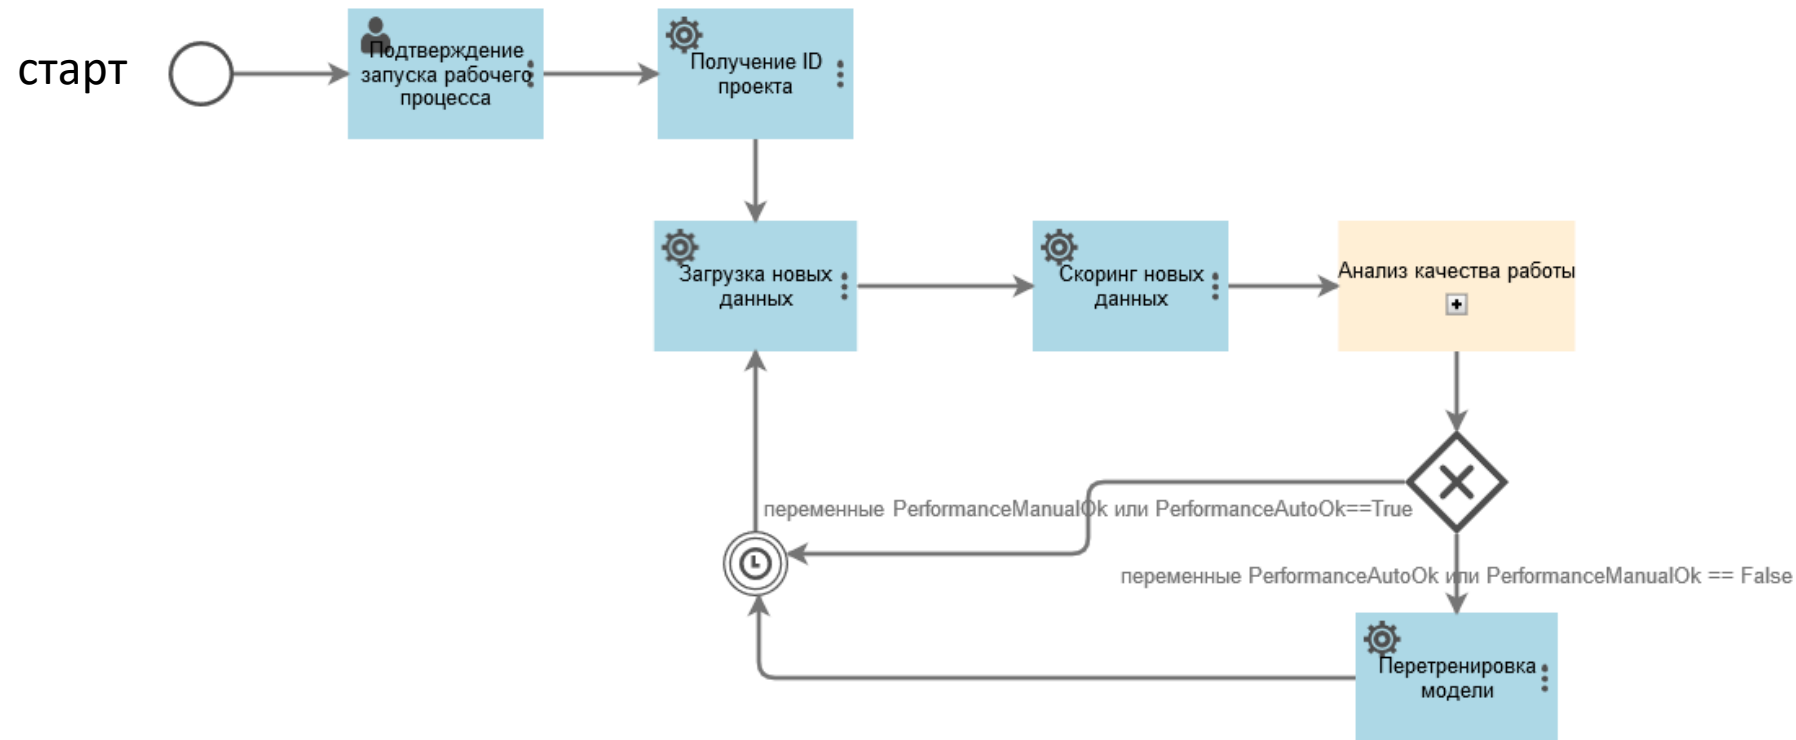 старт
Подтверждение
запуска рабочего
процесса
Получение ID
проекта
Загрузка новых
данных
Скоринг новых
данных
Анализ качества работы
переменные PerformanceManualOk или PerformanceAutoOk==True
переменные PerformanceAutoOk или PerformanceManualOk == False
Перетренировка
модели